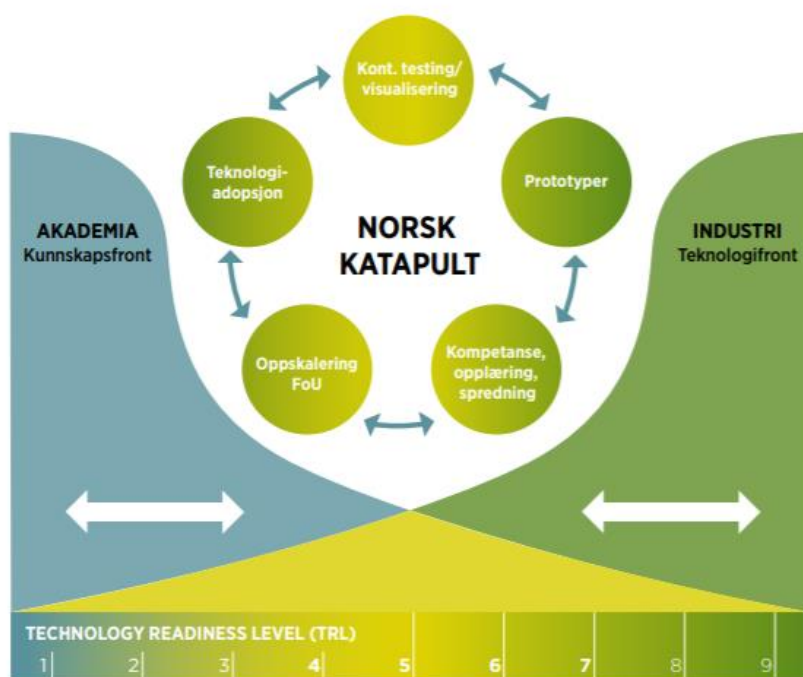 Kont. testing/
visualisering
Teknologi-
adopsjon
Prototyper
AKADEMIA
Kunnskapsfront
NORSK
KATAPULT
INDUSTRI
Teknologifront
Oppskalering
FoU
Kompetanse,
opplæring,
spredning
TECHNOLOGY READINESS LEVEL (TRL)
1 2 3 4 5 6 7 8 9